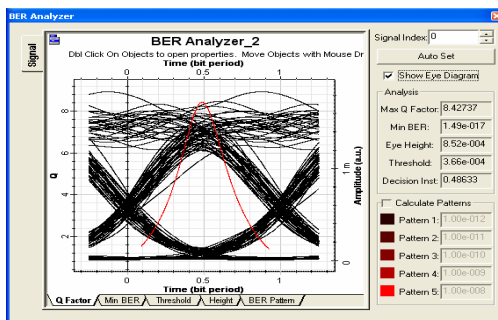 BER Analyzer
Signal
BER Analyzer_2
Dbl Click On Objects to open properties. Move Objects with Mouse Dr
Time (bit period)
0 0.5 1
Q
2 4 6 8
Amplitude (a.u.)
0 1 m
0 0.5 1
Time (bit period)
Q Factor Min BER Threshold Height BER Pattern
Signal Index: 0
Auto Set
Show Eye Diagram
Analysis
Max Q Factor: 8.42737
Min BER: 1.49e-017
Eye Height: 8.52e-004
Threshold: 3.66e-004
Decision Inst: 0.48633
Calculate Patterns
Pattern 1: 1.00e-012
Pattern 2: 1.00e-011
Pattern 3: 1.00e-010
Pattern 4: 1.00e-009
Pattern 5: 1.00e-008